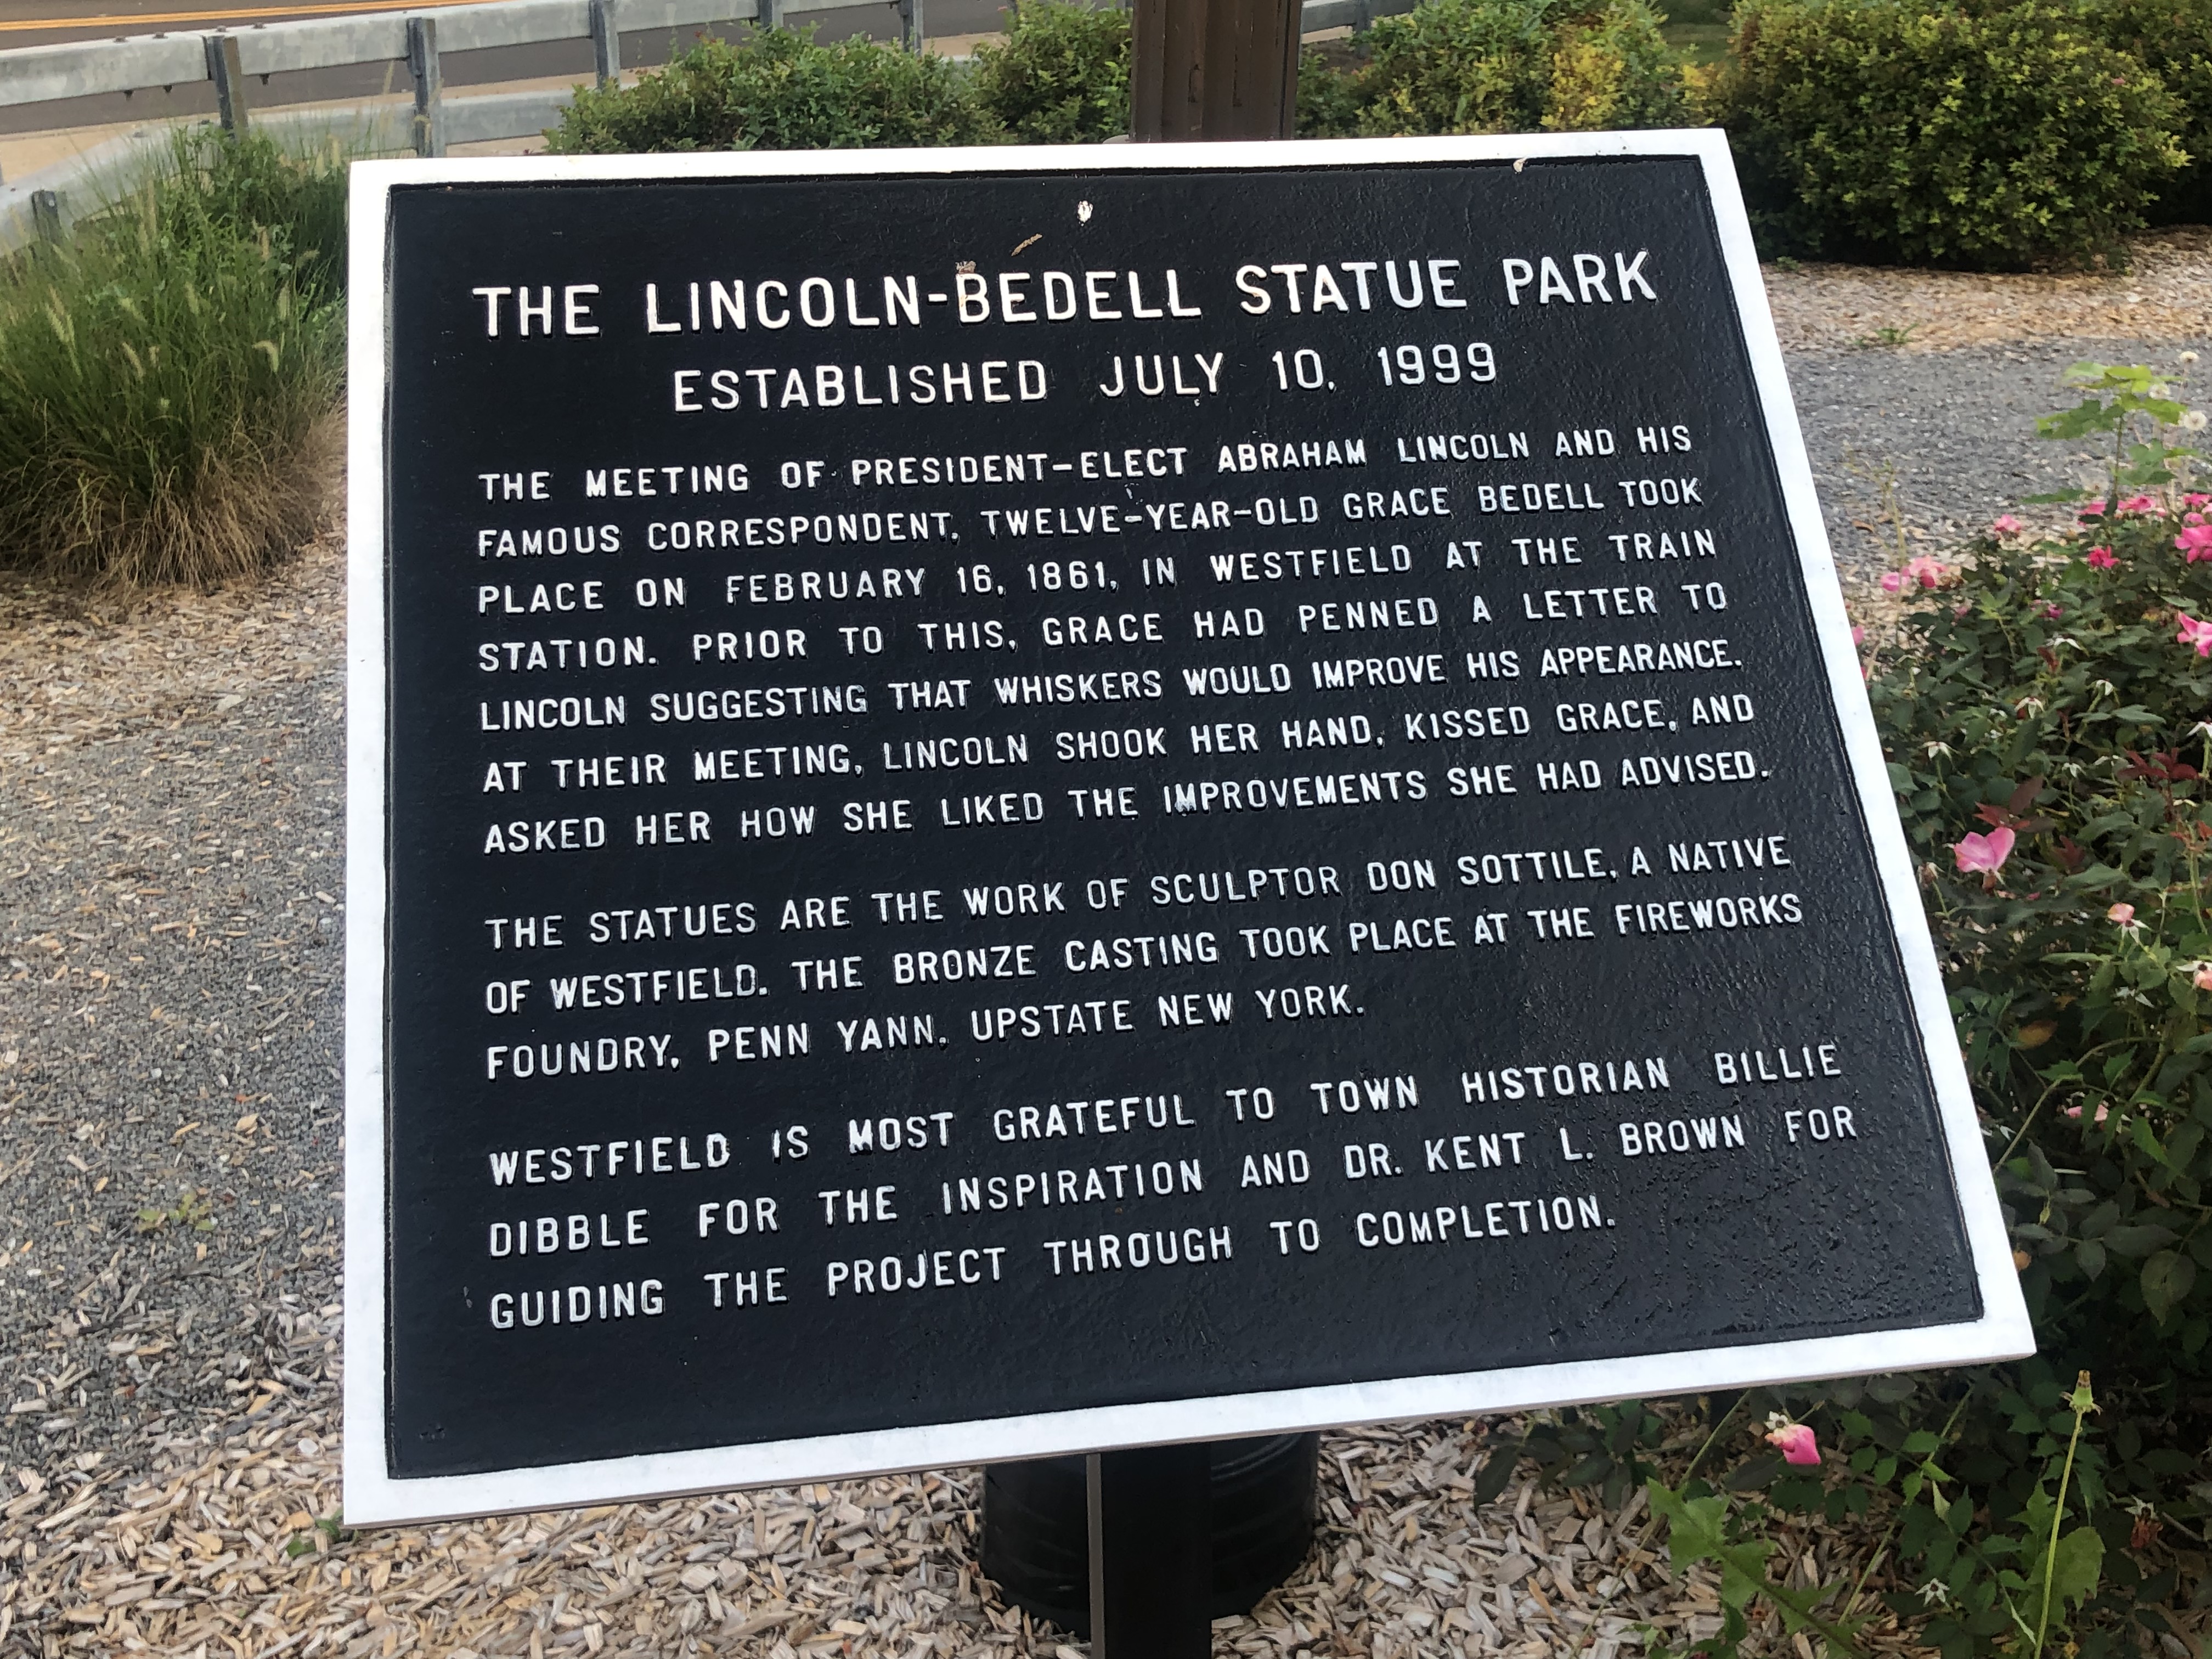 THE LINCOLN-BEDELL STATUE PARK
ESTABLISHED JULY 10, 1999
THE MEETING OF PRESIDENT-ELECT ABRAHAM LINCOLN AND HIS
FAMOUS CORRESPONDENT, TWELVE-YEAR-OLD GRACE BEDELL TOOK
PLACE ON FEBRUARY 16, 1861, IN WESTFIELD AT THE TRAIN
STATION. PRIOR TO THIS, GRACE HAD PENNED A LETTER TO
LINCOLN SUGGESTING THAT WHISKERS WOULD IMPROVE HIS APPEARANCE.
AT THEIR MEETING, LINCOLN SHOOK HER HAND, KISSED GRACE, AND
ASKED HER HOW SHE LIKED THE IMPROVEMENTS SHE HAD ADVISED.
THE STATUES ARE THE WORK OF SCULPTOR DON SOTTILE, A NATIVE
OF WESTFIELD. THE BRONZE CASTING TOOK PLACE AT THE FIREWORKS
FOUNDRY, PENN YANN, UPSTATE NEW YORK.
WESTFIELD IS MOST GRATEFUL TO TOWN HISTORIAN BILLIE
DIBBLE FOR THE INSPIRATION AND DR. KENT L. BROWN FOR
GUIDING THE PROJECT THROUGH TO COMPLETION.